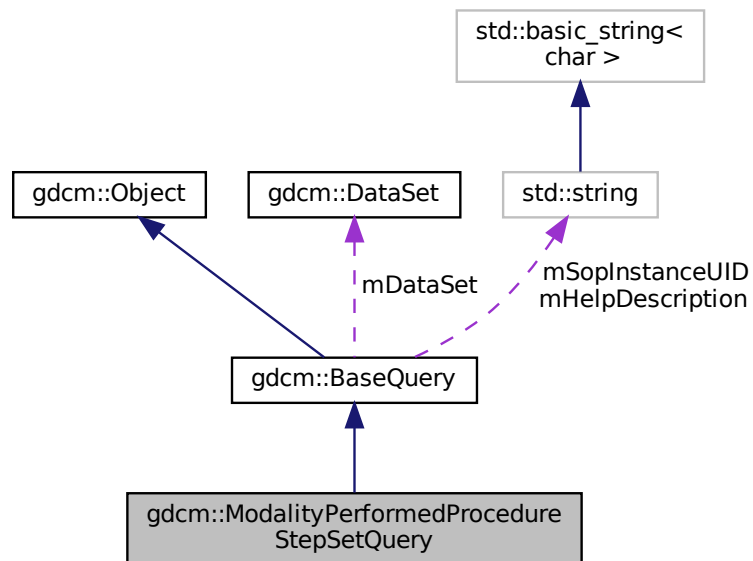 std::basic_string<
char >
gdcm::Object
gdcm::DataSet
std::string
mDataSet
mSopInstanceUID
mHelpDescription
gdcm::BaseQuery
gdcm::ModalityPerformedProcedure
StepSetQuery